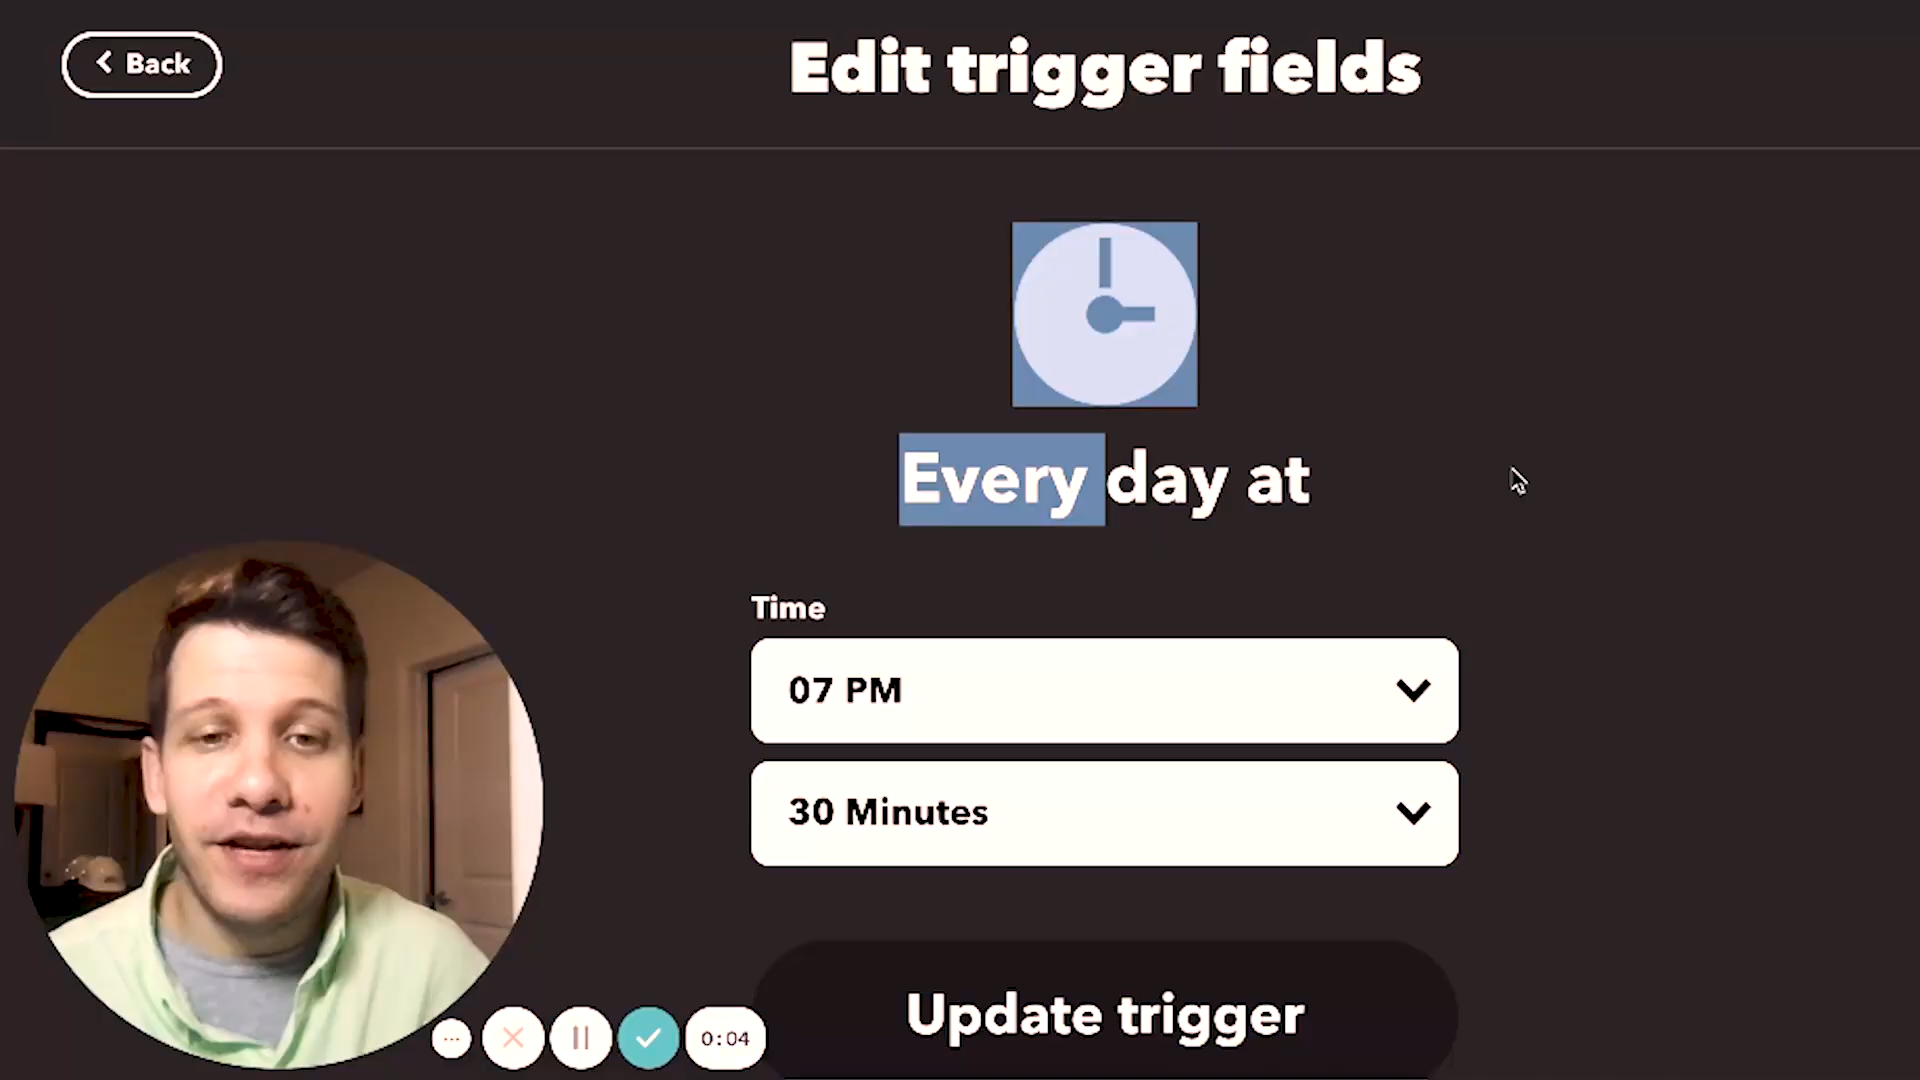 Back
Edit trigger fields
Every day at
Time
07 PM
30 Minutes
Update trigger
0:04